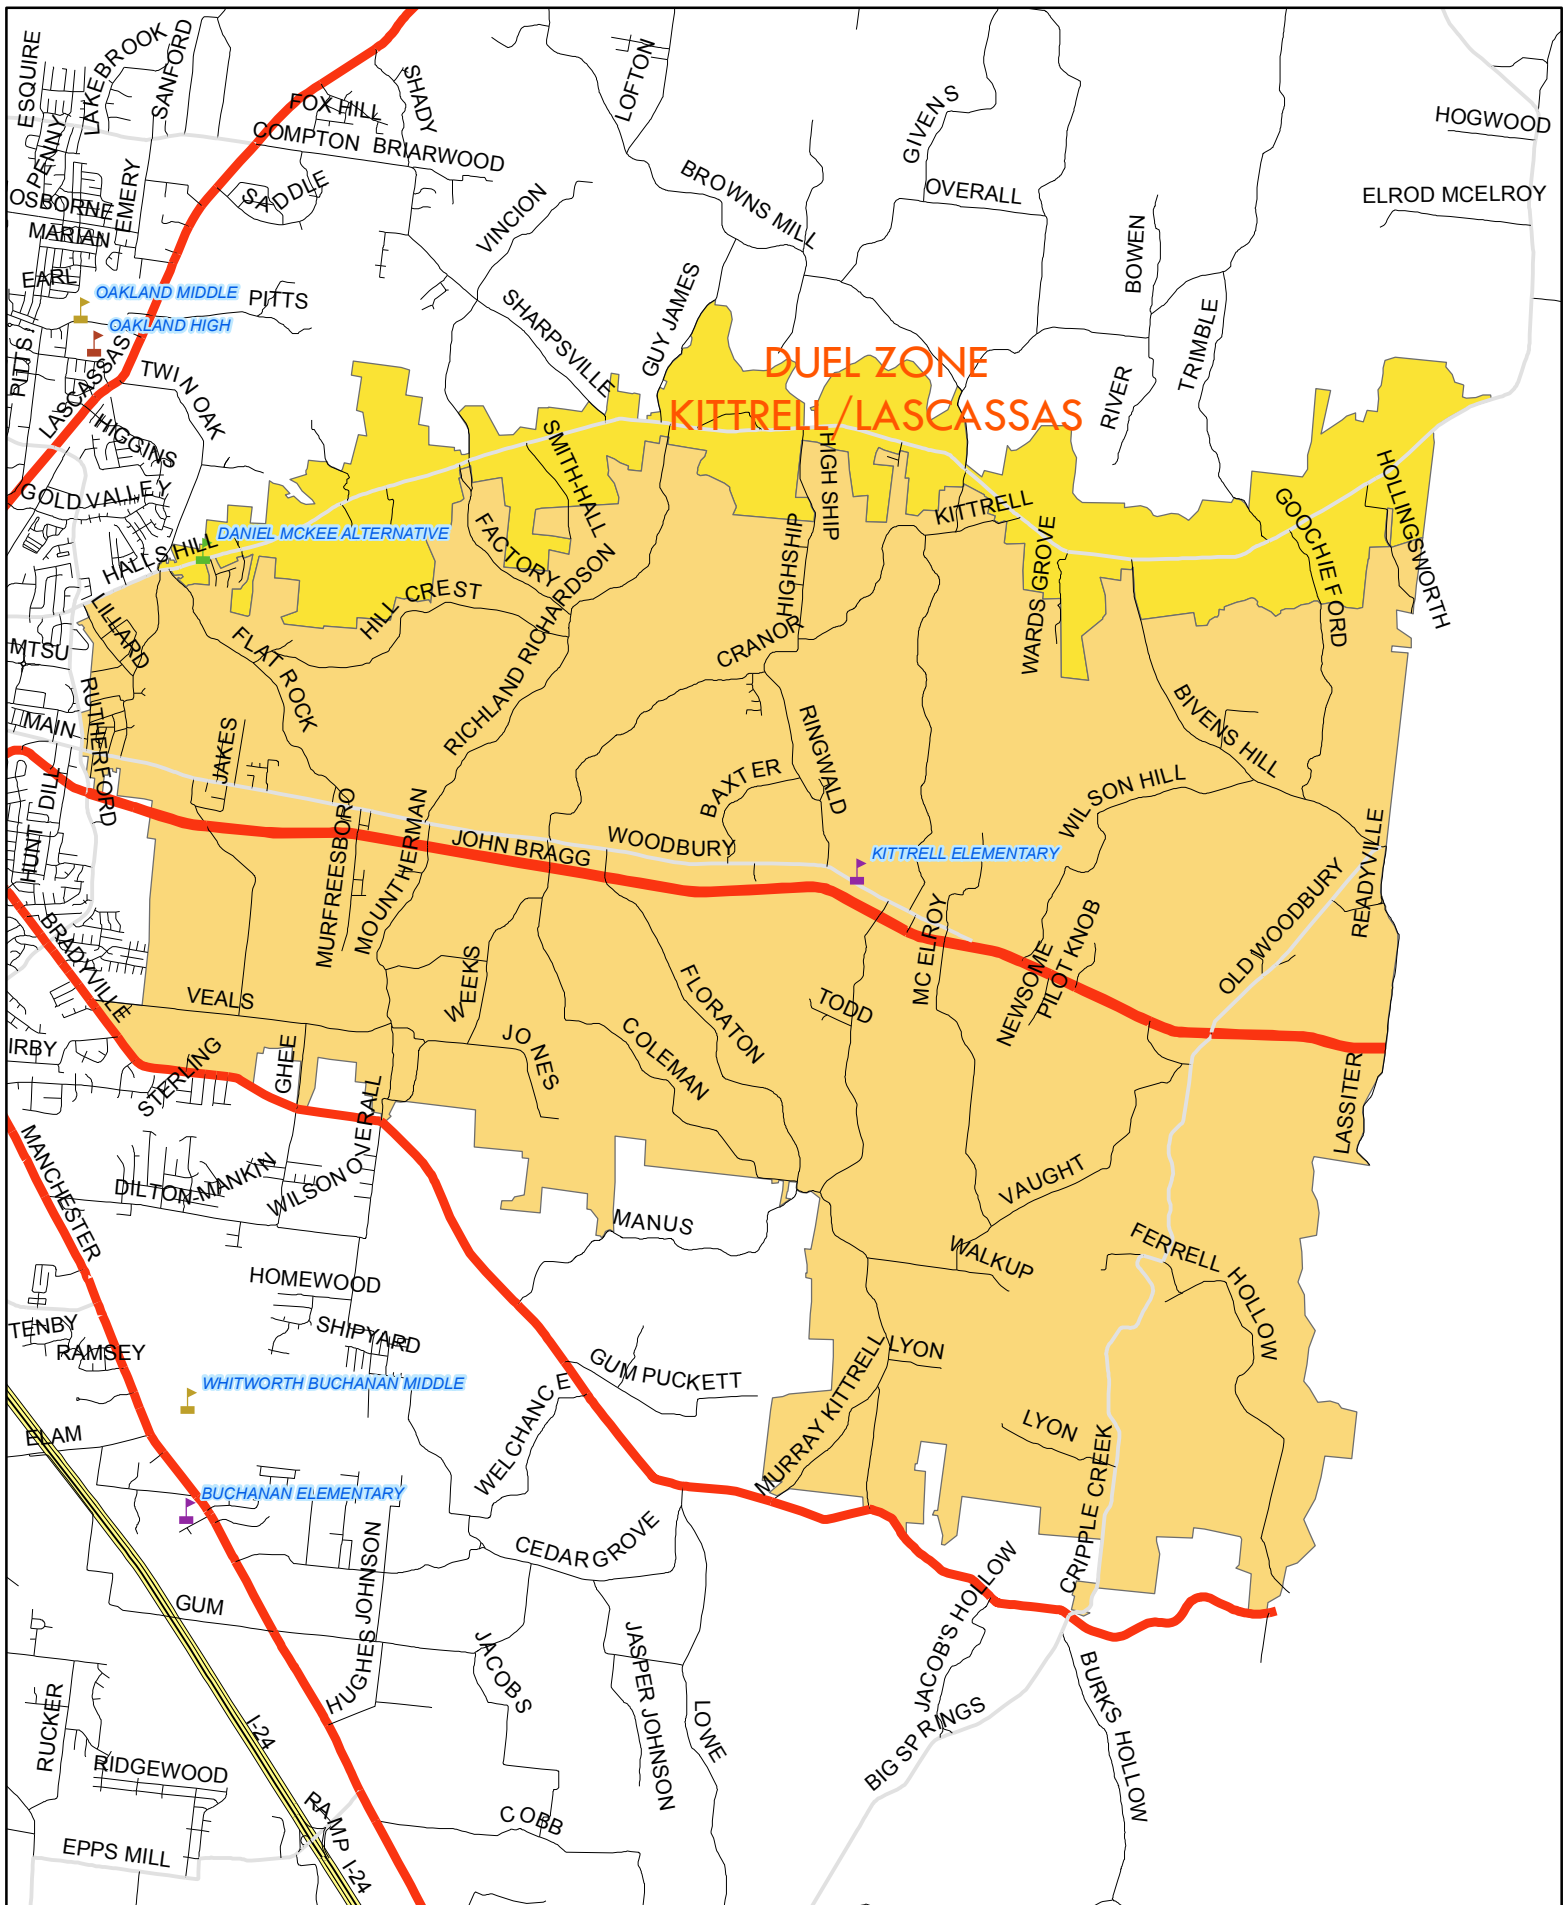 ESQUIRE
LAKEBROOK
SANFORD
PENNY
EMERY
OSBORNE
MARIAN
EARL
FOX HILL
SHADY
COMPTON BRIARWOOD
SADDLE
LOFTON
GIVENS
HOGWOOD
ELROD MCELROY
OVERALL
BROWNS MILL
VINCION
BOWEN
OAKLAND MIDDLE
PITTS
OAKLAND HIGH
PITTS
LASCASSAS
TWIN OAK
SHARPSVILLE
GUY JAMES
TRIMBLE
RIVER
DUEL ZONE
KITTRELL/LASCASSAS
HIGGINS
GOLD VALLEY
SMITH-HALL
HIGH SHIP
HOLLINGSWORTH
GOOCHIE FORD
KITTRELL
DANIEL MCKEE ALTERNATIVE
HALLS HILL
FACTORY
HIGHSHIP
WARDS GROVE
HILL CREST
RICHLAND RICHARDSON
LILLARD
FLAT ROCK
CRANOR
MTSU
RUTHERFORD
MAIN
JAKES
RINGWALD
BIVENS HILL
BAXTER
WILSON HILL
HUNT
DILL
MURFREESBORO
MOUNT HERMAN
JOHN BRAGG
WOODBURY
KITTRELL ELEMENTARY
READYVILLE
OLD WOODBURY
BRADYVILLE
MC ELROY
NEWSOME
PILOT KNOB
WEEKS
FLORATON
VEALS
TODD
COLEMAN
JONES
IRBY
STERLING
GHEE
LASSITER
MANCHESTER
WILSON OVERALL
DILTON-MANKIN
VAUGHT
MANUS
WALKUP
FERRELL HOLLOW
HOMEWOOD
TENBY
SHIPYARD
RAMSEY
LYON
GUM PUCKETT
WHITWORTH BUCHANAN MIDDLE
MURRAY KITTRELL
WELCHANCE
ELAM
LYON
CRIPPLE CREEK
BUCHANAN ELEMENTARY
CEDAR GROVE
HUGHES JOHNSON
JACOB'S HOLLOW
GUM
JACOBS
JASPER JOHNSON
LOWE
BIG SPRINGS
BURKS HOLLOW
RUCKER
I-24
RIDGEWOOD
RAMP I-24
COBB
EPPS MILL